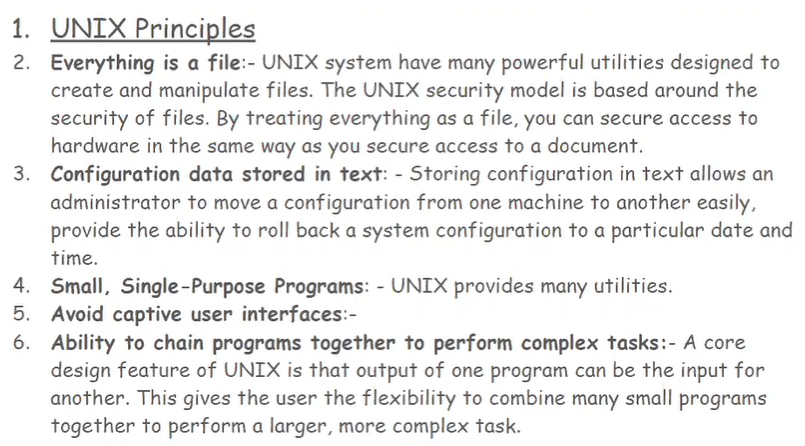 1. UNIX Principles
2. Everything is a file:- UNIX system have many powerful utilities designed to
create and manipulate files. The UNIX security model is based around the
security of files. By treating everything as a file, you can secure access to
hardware in the same way as you secure access to a document.
3. Configuration data stored in text: - Storing configuration in text allows an
administrator to move a configuration from one machine to another easily,
provide the ability to roll back a system configuration to a particular date and
time.
4. Small, Single-Purpose Programs: - UNIX provides many utilities.
5. Avoid captive user interfaces:-
6. Ability to chain programs together to perform complex tasks:- A core
design feature of UNIX is that output of one program can be the input for
another. This gives the user the flexibility to combine many small programs
together to perform a larger, more complex task.